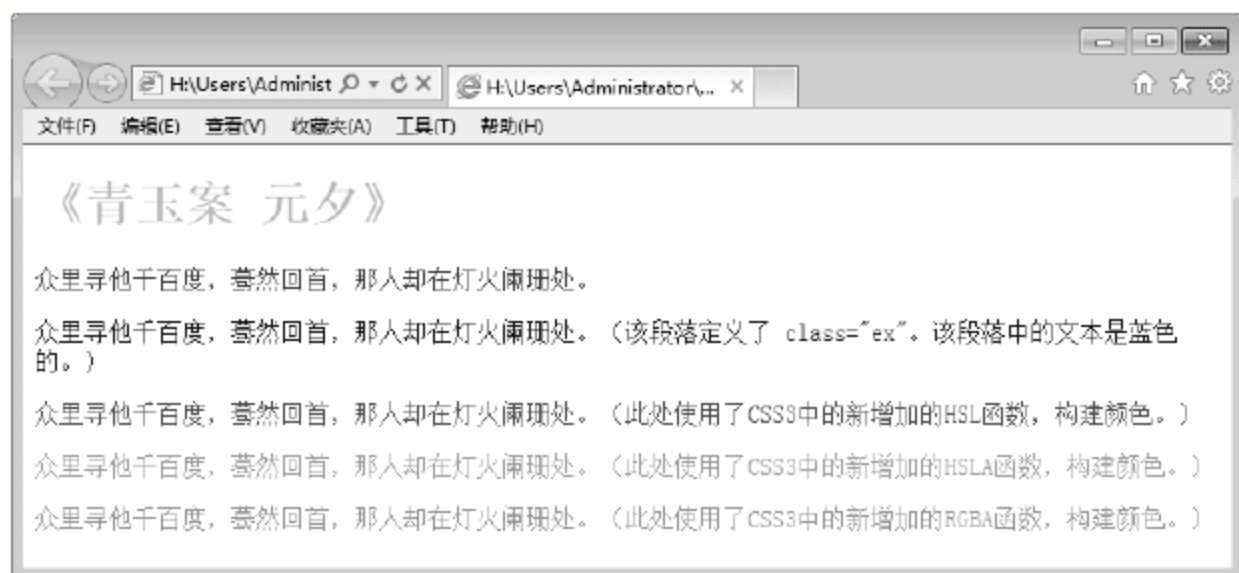 H:\Users\Administ
H:\Users\Administrator\...
文件(F) 编辑(E) 查看(V) 收藏夹(A) 工具(T) 帮助(H)
《青玉案 元夕》
众里寻他千百度，蓦然回首，那人却在灯火阑珊处。
众里寻他千百度，蓦然回首，那人却在灯火阑珊处。（该段落定义了 class="ex"。该段落中的文本是蓝色
的。）
众里寻他千百度，蓦然回首，那人却在灯火阑珊处。（此处使用了CSS3中的新增加的HSL函数，构建颜色。）
众里寻他千百度，蓦然回首，那人却在灯火阑珊处。（此处使用了CSS3中的新增加的HSLA函数，构建颜色。）
众里寻他千百度，蓦然回首，那人却在灯火阑珊处。（此处使用了CSS3中的新增加的RGBA函数，构建颜色。）